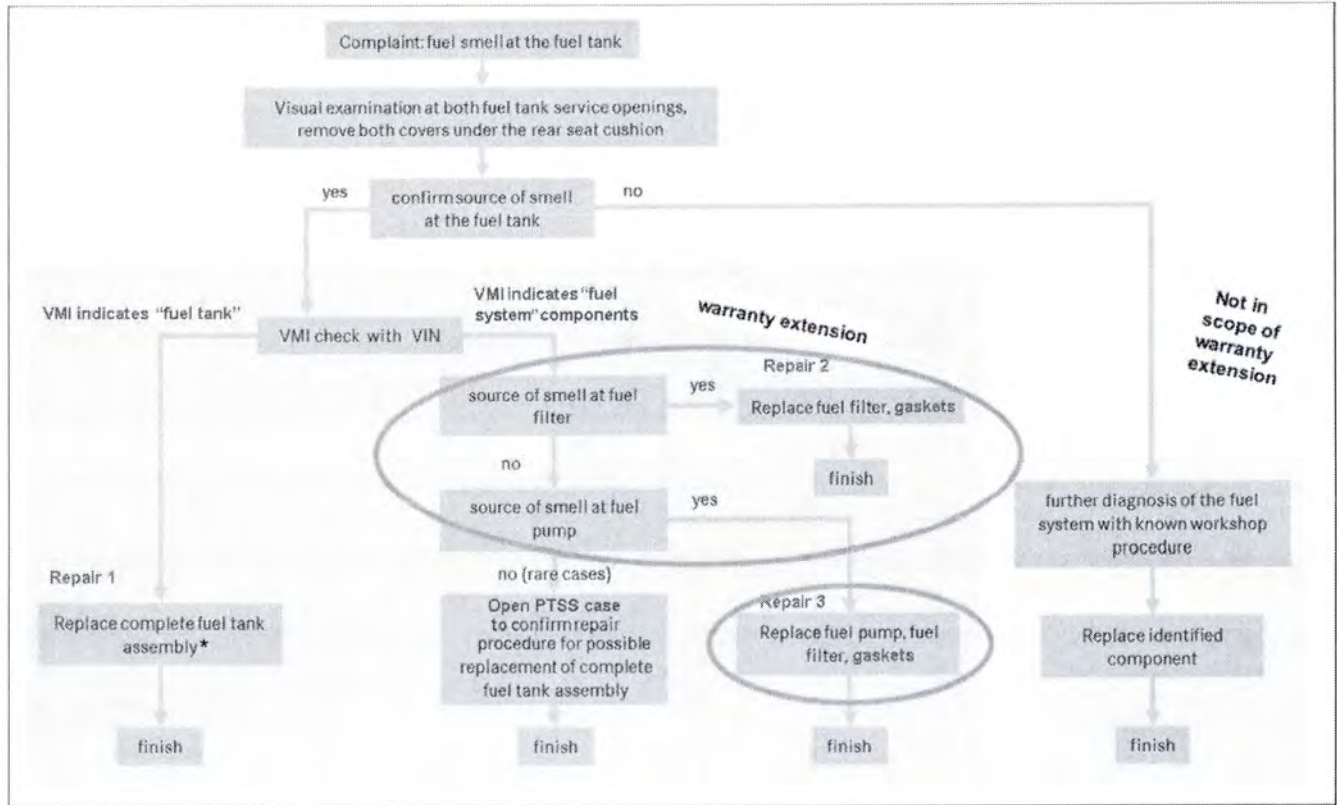 Complaint: fuel smell at the fuel tank
Visual examination at both fuel tank service openings,
remove both covers under the rear seat cushion
yes
confirm source of smell
at the fuel tank
no
VMI indicates "fuel tank"
VMI check with VIN
VMI indicates "fuel
system" components
warranty extension
Not in
scope of
warranty
extension
source of smell at fuel
filter
yes
Repair 2
Replace fuel filter, gaskets
finish
no
source of smell at fuel
pump
yes
further diagnosis of the fuel
system with known workshop
procedure
Repair 1
Replace complete fuel tank
assembly*
finish
no (rare cases)
Open PTSS case
to confirm repair
procedure for possible
replacement of complete
fuel tank assembly
finish
Repair 3
Replace fuel pump, fuel
filter, gaskets
finish
Replace identified
component
finish